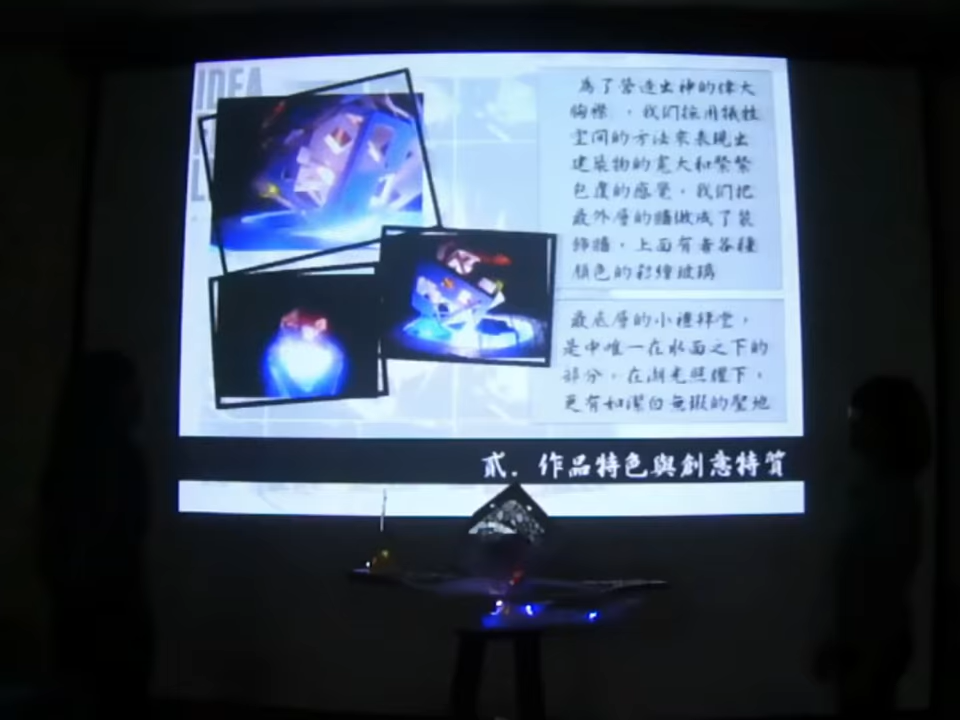 IDEA
為了營造出神的偉大
胸襟，我們採用犧牲
空間的方法來表現出
建築物的寬大和緊緊
包覆的感覺，我們把
最外層的牆做成了裝
飾牆，上面有著各種
顏色的彩繪玻璃
最底層的小禮拜堂，
是中唯一在水面之下的
部分，在湖光照耀下，
更有如潔白無瑕的聖地
貳．作品特色與創意特質